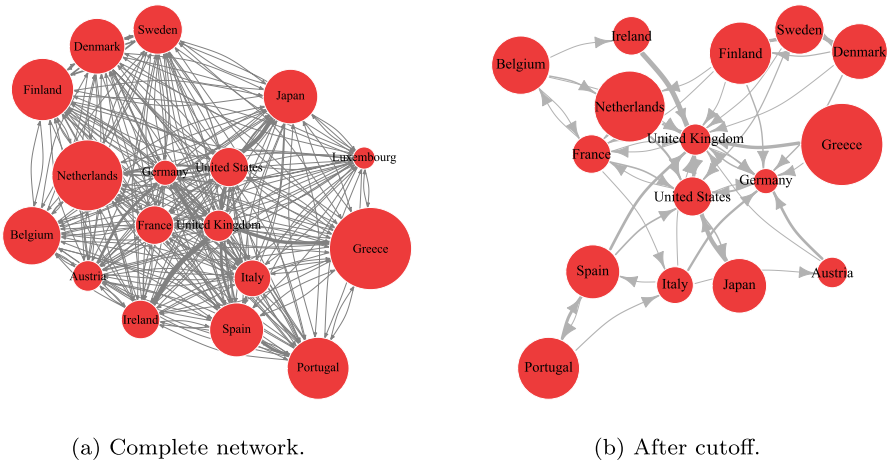 Sweden
Denmark
Finland
Japan
Luxembourg
Germany
United States
Netherlands
France
United Kingdom
Belgium
Greece
Austria
Italy
Ireland
Spain
Portugal
(a) Complete network.
Ireland
Sweden
Finland
Denmark
Belgium
Netherlands
United Kingdom
Greece
France
Germany
United States
Spain
Italy
Japan
Austria
Portugal
(b) After cutoff.